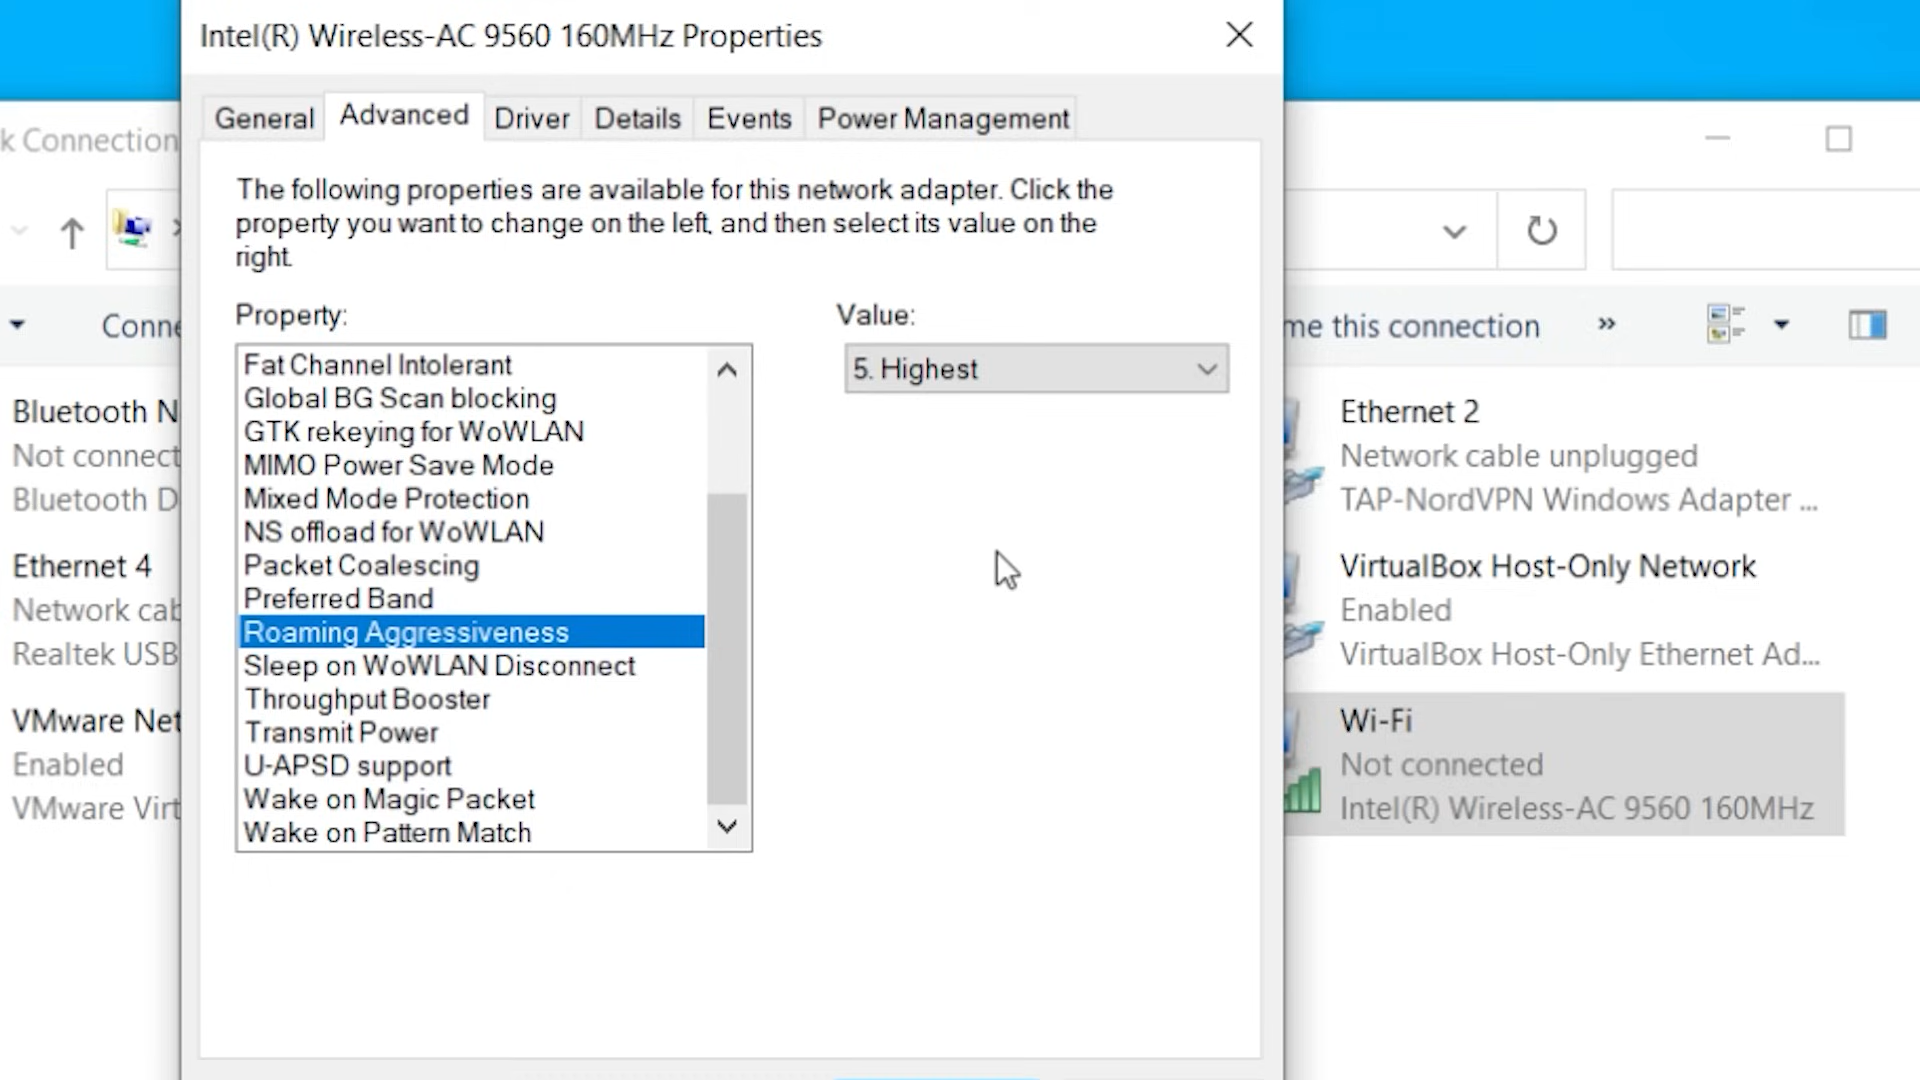 Intel(R) Wireless-AC 9560 160MHz Properties
General
Advanced
Driver
Details
Events
Power Management
k Connection
The following properties are available for this network adapter. Click the
property you want to change on the left, and then select its value on the
right.
Property:
Value:
Fat Channel Intolerant
Global BG Scan blocking
GTK rekeying for WoWLAN
MIMO Power Save Mode
Mixed Mode Protection
NS offload for WoWLAN
Packet Coalescing
Preferred Band
Roaming Aggressiveness
Sleep on WoWLAN Disconnect
Throughput Booster
Transmit Power
U-APSD support
Wake on Magic Packet
Wake on Pattern Match
5. Highest
Conne
me this connection
»
Bluetooth N
Not connect
Bluetooth D
Ethernet 4
Network cab
Realtek USB
VMware Net
Enabled
VMware Virt
Ethernet 2
Network cable unplugged
TAP-NordVPN Windows Adapter ...
VirtualBox Host-Only Network
Enabled
VirtualBox Host-Only Ethernet Ad...
Wi-Fi
Not connected
Intel(R) Wireless-AC 9560 160MHz